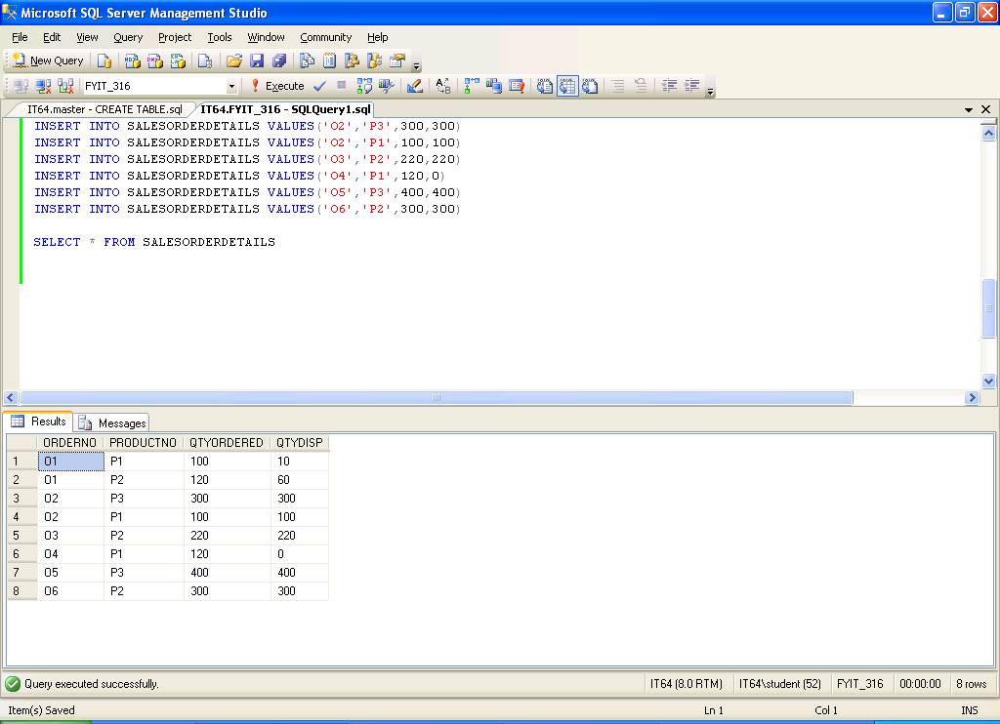 Microsoft SQL Server Management Studio
File Edit View Query Project Tools Window Community Help
New Query
FYIT_316 Execute
IT64.master - CREATE TABLE.sql IT64.FYIT_316 - SQLQuery1.sql
INSERT INTO SALESORDERDETAILS VALUES('O2','P3',300,300)
INSERT INTO SALESORDERDETAILS VALUES('O2','P1',100,100)
INSERT INTO SALESORDERDETAILS VALUES('O3','P2',220,220)
INSERT INTO SALESORDERDETAILS VALUES('O4','P1',120,0)
INSERT INTO SALESORDERDETAILS VALUES('O5','P3',400,400)
INSERT INTO SALESORDERDETAILS VALUES('O6','P2',300,300)
SELECT * FROM SALESORDERDETAILS
Results Messages
ORDERNO PRODUCTNO QTYORDERED QTYDISP
1 O1 P1 100 10
2 O1 P2 120 60
3 O2 P3 300 300
4 O2 P1 100 100
5 O3 P2 220 220
6 O4 P1 120 0
7 O5 P3 400 400
8 O6 P2 300 300
Query executed successfully. IT64 (8.0 RTM) IT64\student (52) FYIT_316 00:00:00 8 rows
Item(s) Saved Ln 1 Col 1 INS